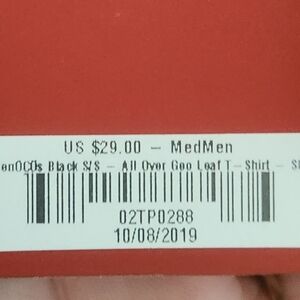 US $29.00 – MedMen
Black S/S – All Over Geo Leaf T-Shirt –
02TP0288
10/08/2019